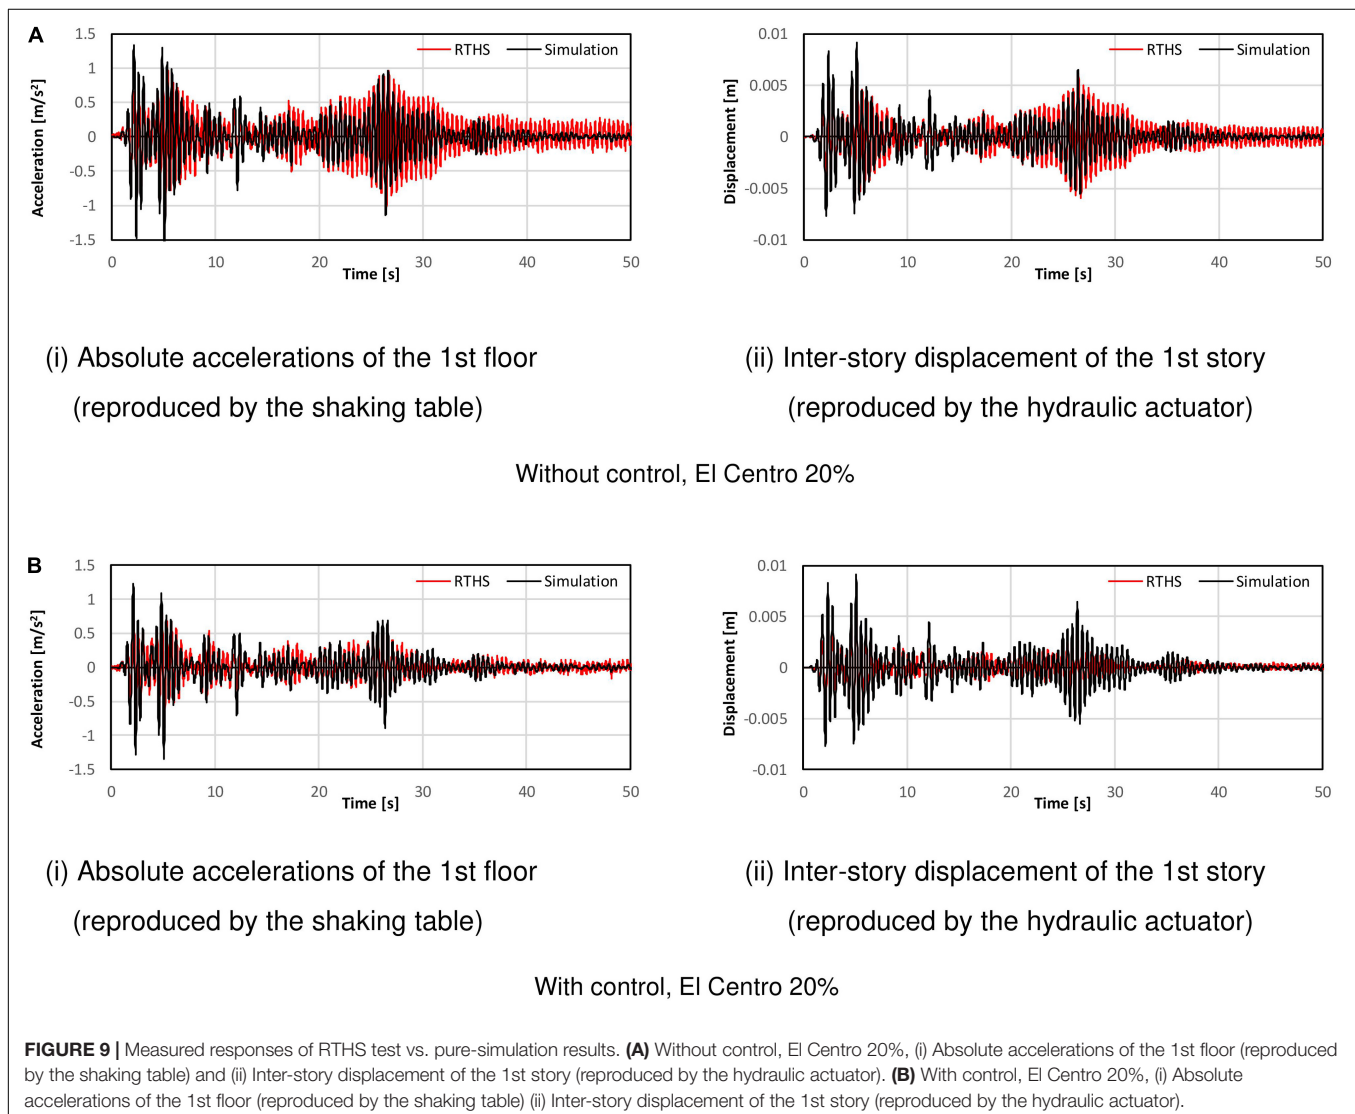 A
1.5
1
0.5
0
-0.5
-1
-1.5
Acceleration [m/s²]
RTHS
Simulation
0 10 20 30 40 50
Time [s]
0.01
0.005
0
-0.005
-0.01
Displacement [m]
RTHS
Simulation
0 10 20 30 40 50
Time [s]
(i) Absolute accelerations of the 1st floor
(reproduced by the shaking table)
(ii) Inter-story displacement of the 1st story
(reproduced by the hydraulic actuator)
Without control, El Centro 20%
B
1.5
1
0.5
0
-0.5
-1
-1.5
Acceleration [m/s²]
RTHS
Simulation
0 10 20 30 40 50
Time [s]
0.01
0.005
0
-0.005
-0.01
Displacement [m]
RTHS
Simulation
0 10 20 30 40 50
Time [s]
(i) Absolute accelerations of the 1st floor
(reproduced by the shaking table)
(ii) Inter-story displacement of the 1st story
(reproduced by the hydraulic actuator)
With control, El Centro 20%
FIGURE 9 | Measured responses of RTHS test vs. pure-simulation results. (A) Without control, El Centro 20%, (i) Absolute accelerations of the 1st floor (reproduced
by the shaking table) and (ii) Inter-story displacement of the 1st story (reproduced by the hydraulic actuator). (B) With control, El Centro 20%, (i) Absolute
accelerations of the 1st floor (reproduced by the shaking table) (ii) Inter-story displacement of the 1st story (reproduced by the hydraulic actuator).